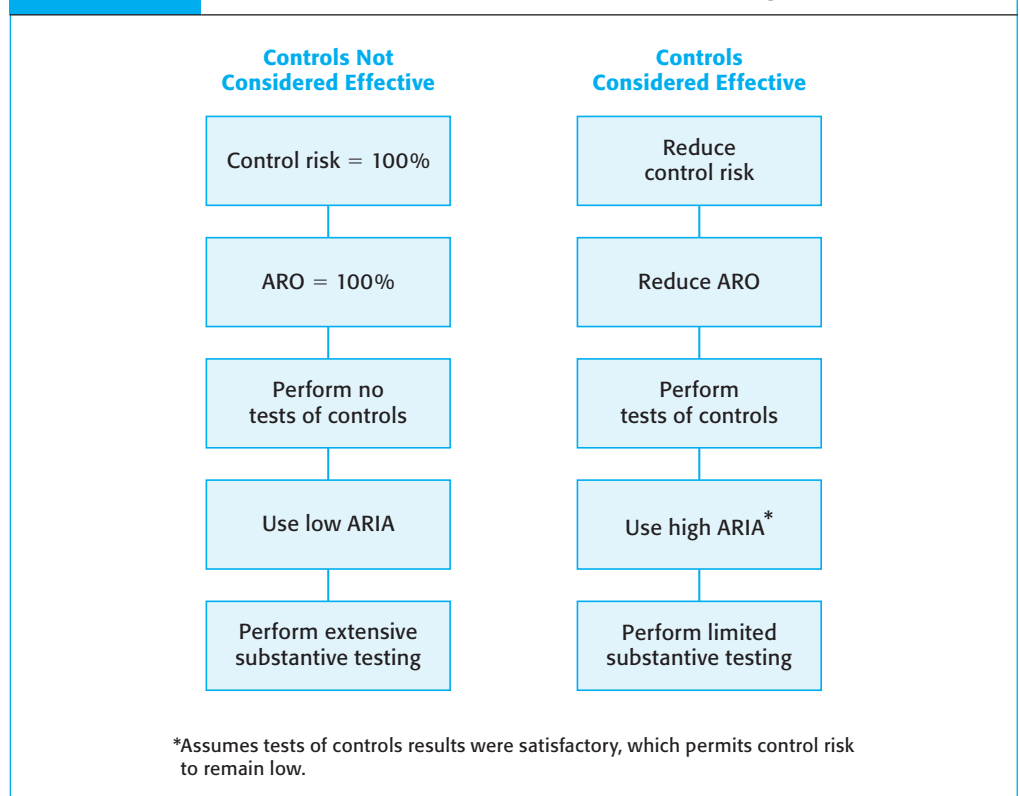 Controls Not
Considered Effective
Control risk = 100%
ARO = 100%
Perform no
tests of controls
Use low ARIA
Perform extensive
substantive testing
Controls
Considered Effective
Reduce
control risk
Reduce ARO
Perform
tests of controls
Use high ARIA*
Perform limited
substantive testing
*Assumes tests of controls results were satisfactory, which permits control risk
to remain low.